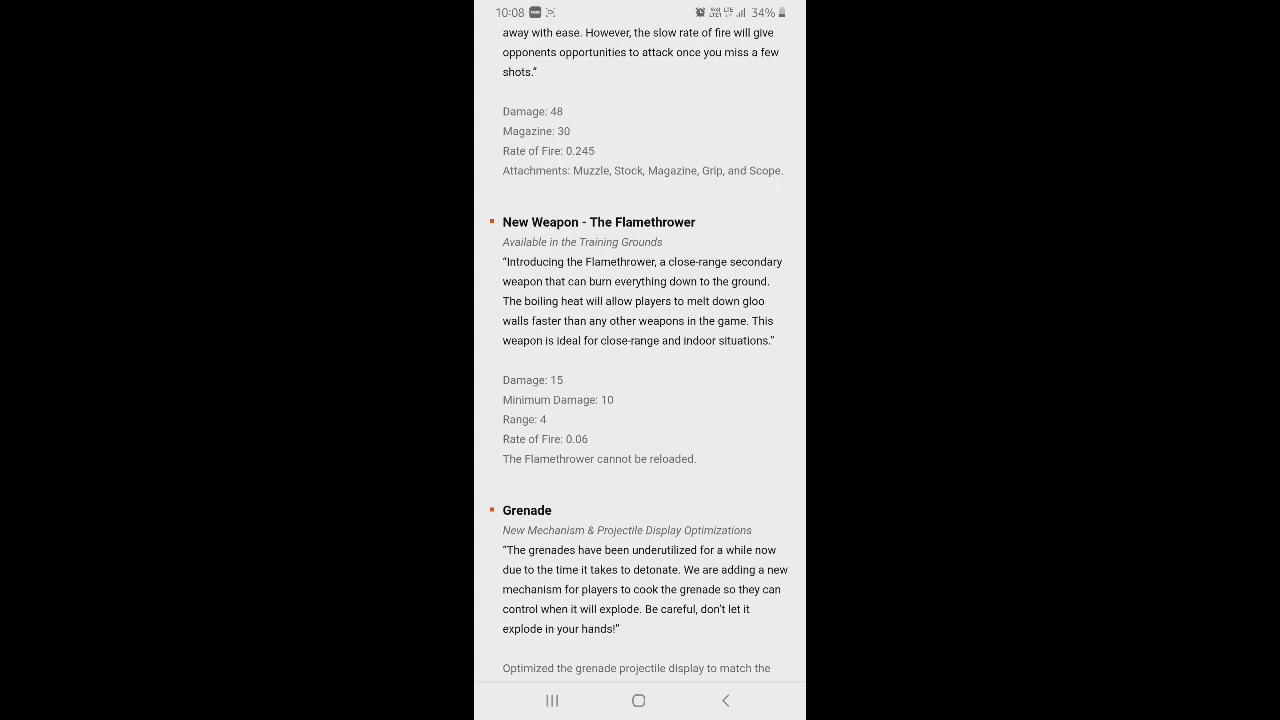 10:08
34%
away with ease. However, the slow rate of fire will give
opponents opportunities to attack once you miss a few
shots.”
Damage: 48
Magazine: 30
Rate of Fire: 0.245
Attachments: Muzzle, Stock, Magazine, Grip, and Scope.
New Weapon - The Flamethrower
Available in the Training Grounds
“Introducing the Flamethrower, a close-range secondary
weapon that can burn everything down to the ground.
The boiling heat will allow players to melt down gloo
walls faster than any other weapons in the game. This
weapon is ideal for close-range and indoor situations.”
Damage: 15
Minimum Damage: 10
Range: 4
Rate of Fire: 0.06
The Flamethrower cannot be reloaded.
Grenade
New Mechanism & Projectile Display Optimizations
“The grenades have been underutilized for a while now
due to the time it takes to detonate. We are adding a new
mechanism for players to cook the grenade so they can
control when it will explode. Be careful, don't let it
explode in your hands!”
Optimized the grenade projectile display to match the